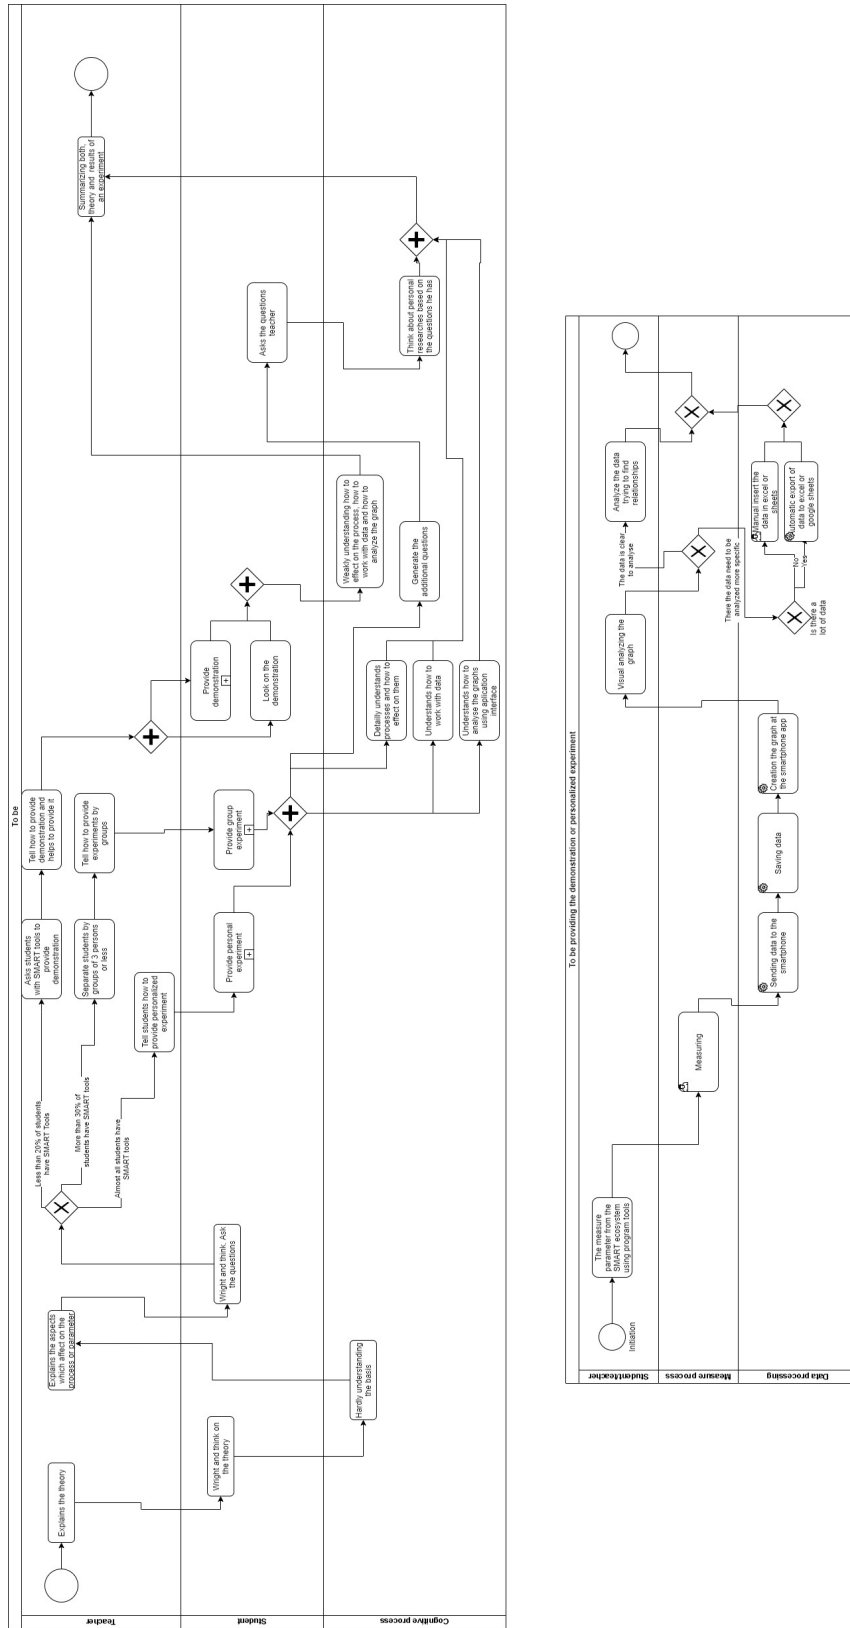 To be
Teacher
Student
Cognitive process
Explains the theory
Wright and think on
the theory
Hardly understanding
the basis
Explains the aspects
which affect on the
process or parameter
Wright and think. Ask
the questions
Less than 20% of students
have SMART Tools
More than 30% of
students have SMART tools
Almost all students have
SMART tools
Asks students
with SMART tools to
provide
demonstration
Separate students by
groups of 3 persons
or less
Tell students how to
provide personalized
experiment
Tell how to provide
demonstration and
helps to provide it
Tell how to provide
experiments by
groups
Provide personal
experiment
Provide group
experiment
Provide
demonstration
Look on the
demonstration
Detailly understands
processes and how to
effect on them
Understands how to
work with data
Understands how to
analyse the graphs
using aplication
interface
Weakly understanding how to
effect on the process, how to
work with data and how to
analyze the graph
Generate the
additional questions
Asks the questions
teacher
Think about personal
researches based on
the questions he has
Summarizing both,
theory and results of
an experiment
To be providing the demonstration or personalized experiment
Student/teacher
Measure process
Data processing
Initiation
The measure
parameter from the
SMART ecosystem
using program tools
Measuring
Sending data to the
smartphone
Saving data
Creation the graph at
the smartphone app
Visual analyzing the
graph
The data is clear
to analyse
There the data need to be
analyzed more specific
Is there a
lot of data
No
Yes
Analyze the data
trying to find
relationships
Manual insert the
data in excel or
sheets
Automatic export of
data to excel or
google sheets